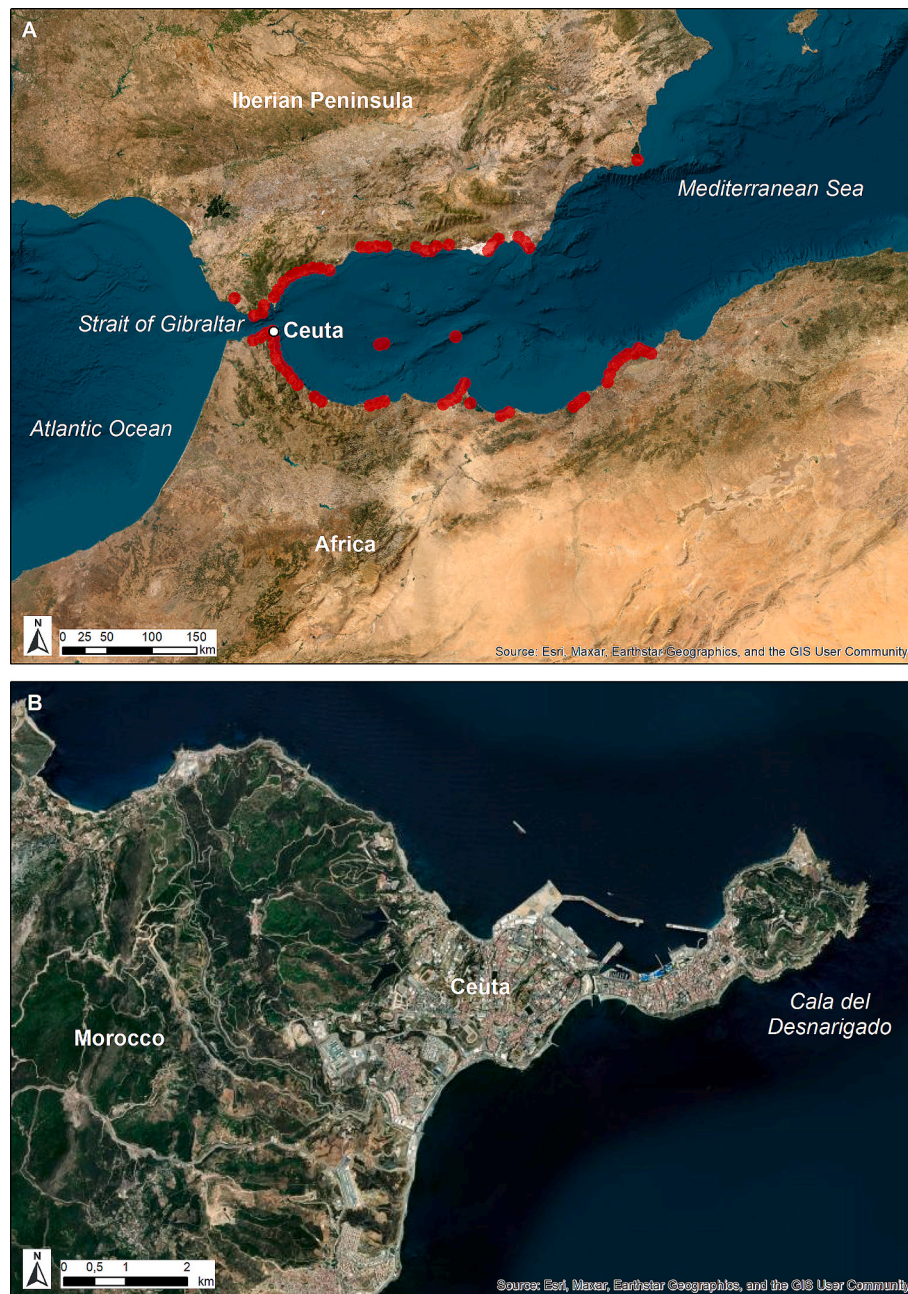 A
Iberian Peninsula
Mediterranean Sea
Strait of Gibraltar
Ceuta
Atlantic Ocean
Africa
N
0 25 50 100 150
km
Source: Esri, Maxar, Earthstar Geographics, and the GIS User Community
B
Ceuta
Cala del
Desnarigado
Morocco
N
0 0,5 1 2
km
Source: Esri, Maxar, Earthstar Geographics, and the GIS User Community